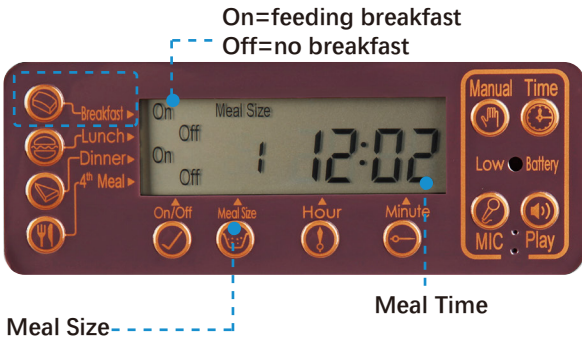 On=feeding breakfast
Off=no breakfast
Manual Time
Breakfast
On Meal Size
Off
Lunch
Dinner
On
1 12:02
Low Battery
4th Meal
Off
On/Off Meal Size Hour Minute
MIC Play
Meal Time
Meal Size